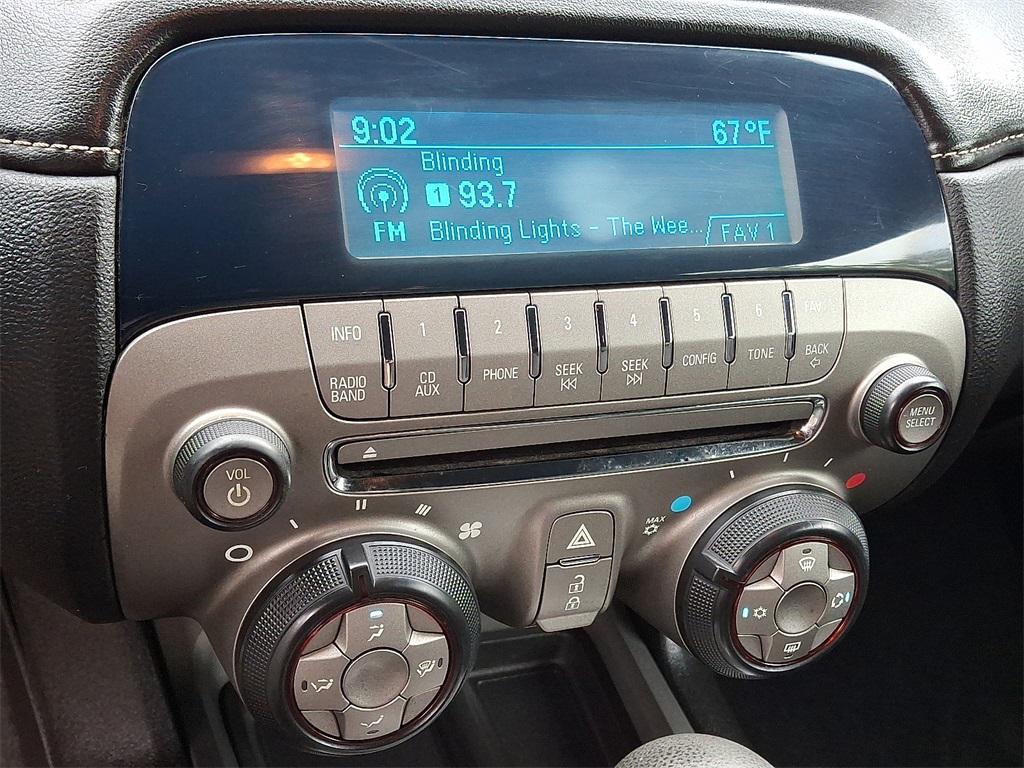 9:02 67°F
Blinding
1 93.7
FM Blinding Lights - The Wee... FAV 1
INFO 1 2 3 4 5 6 FAV
RADIO BAND CD AUX PHONE SEEK SEEK CONFIG TONE BACK
MENU SELECT
VOL
MAX